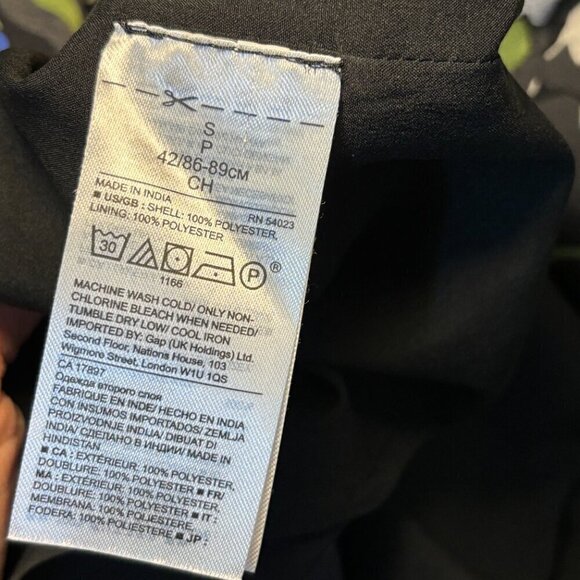 S
P
42/86-89CM
CH
MADE IN INDIA RN 54023
■ US/GB : SHELL: 100% POLYESTER
LINING: 100% POLYESTER
30 P ®
1166
MACHINE WASH COLD/ ONLY NON-
CHLORINE BLEACH WHEN NEEDED/
TUMBLE DRY LOW/ COOL IRON
IMPORTED BY: Gap (UK Holdings) Ltd.
Second Floor, Nations House, 103
Wigmore Street, London W1U 1QS
CA 17897
Одежда второго слоя
FABRIQUE EN INDE/ HECHO EN INDIA
CON INSUMOS IMPORTADOS/ ZEMLJA
PROIZVODNJE INDIJA/ DIBUAT DI
INDIA/ СДЕЛАНО В ИНДИИ/ MADE IN
HINDISTAN
■ CA : EXTÉRIEUR: 100% POLYESTER,
DOUBLURE: 100% POLYESTER ■ FR/
MA : EXTÉRIEUR: 100% POLYESTER,
DOUBLURE: 100% POLYESTER ■ IT :
MEMBRANA: 100% POLIESTERE,
FODERA: 100% POLIESTERE ■ JP :